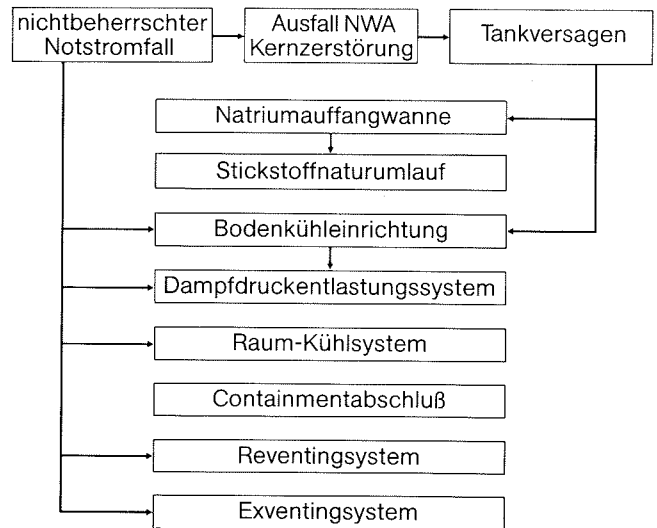 nichtbeherrschter
Notstromfall
Ausfall NWA
Kernzerstörung
Tankversagen
Natriumauffangwanne
Stickstoffnaturumlauf
Bodenkühleinrichtung
Dampfdruckentlastungssystem
Raum-Kühlsystem
Containmentabschluß
Reventingsystem
Exventingsystem